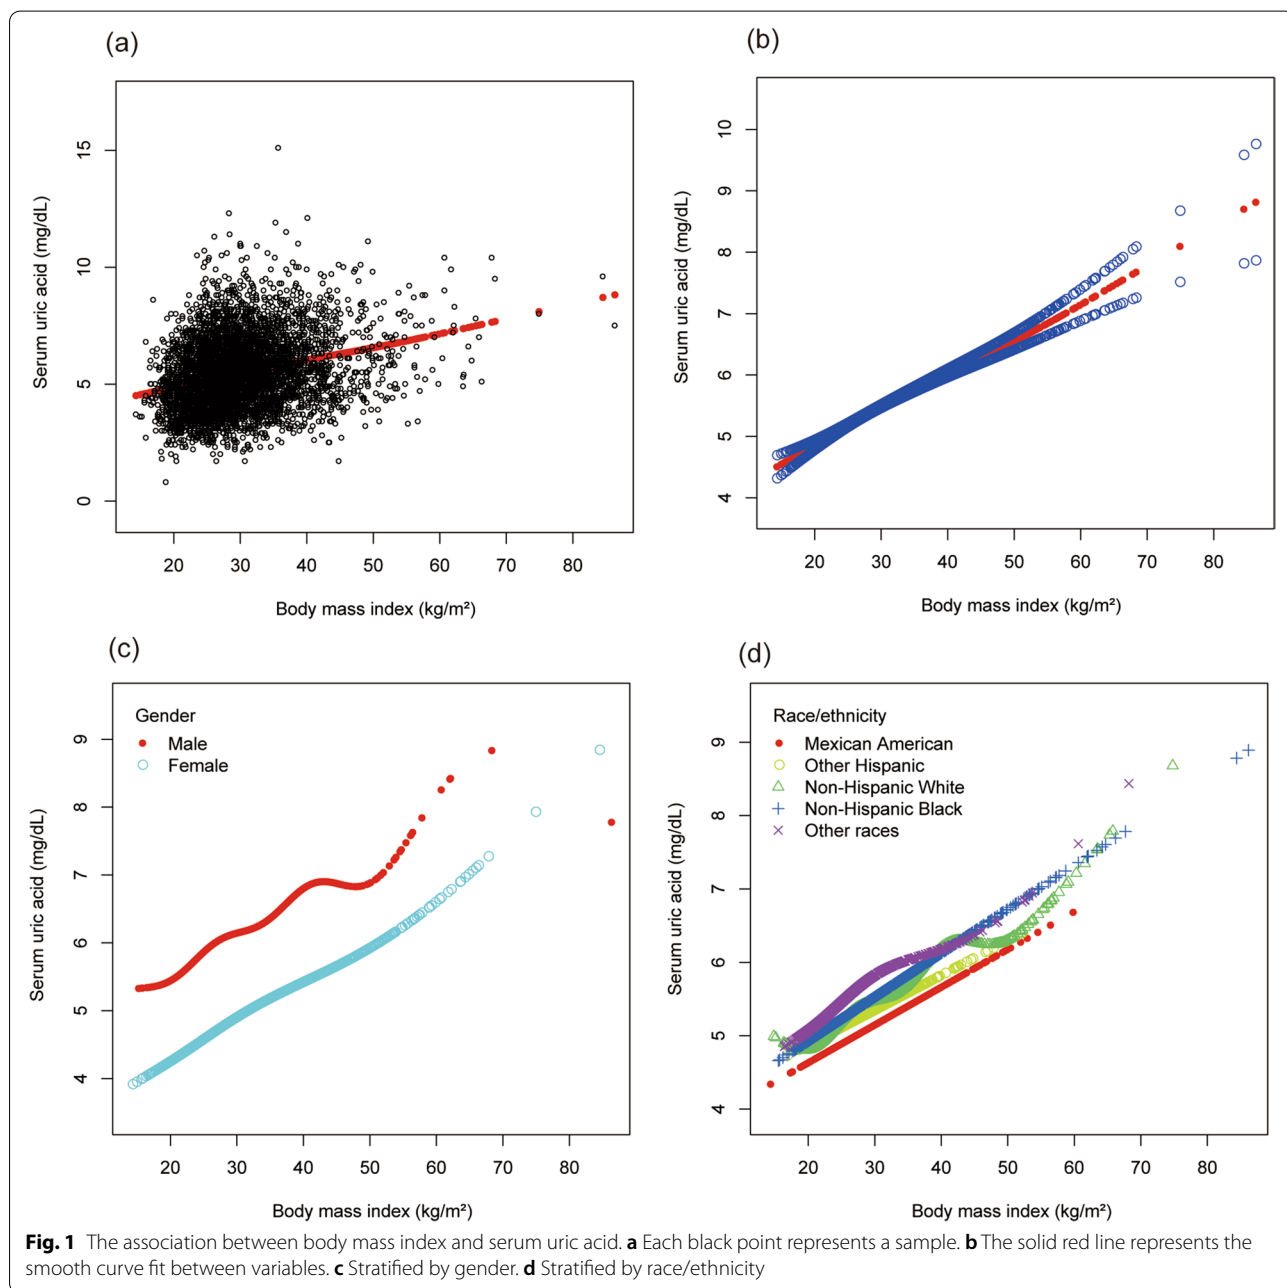 (a)
15
10
5
0
Serum uric acid (mg/dL)
20 30 40 50 60 70 80
Body mass index (kg/m²)
(b)
10
9
8
7
6
5
4
Serum uric acid (mg/dL)
20 30 40 50 60 70 80
Body mass index (kg/m²)
(c)
Gender
Male
Female
9
8
7
6
5
4
Serum uric acid (mg/dL)
20 30 40 50 60 70 80
Body mass index (kg/m²)
(d)
Race/ethnicity
Mexican American
Other Hispanic
Non-Hispanic White
Non-Hispanic Black
Other races
9
8
7
6
5
4
Serum uric acid (mg/dL)
20 30 40 50 60 70 80
Body mass index (kg/m²)
Fig. 1 The association between body mass index and serum uric acid. a Each black point represents a sample. b The solid red line represents the
smooth curve fit between variables. c Stratified by gender. d Stratified by race/ethnicity